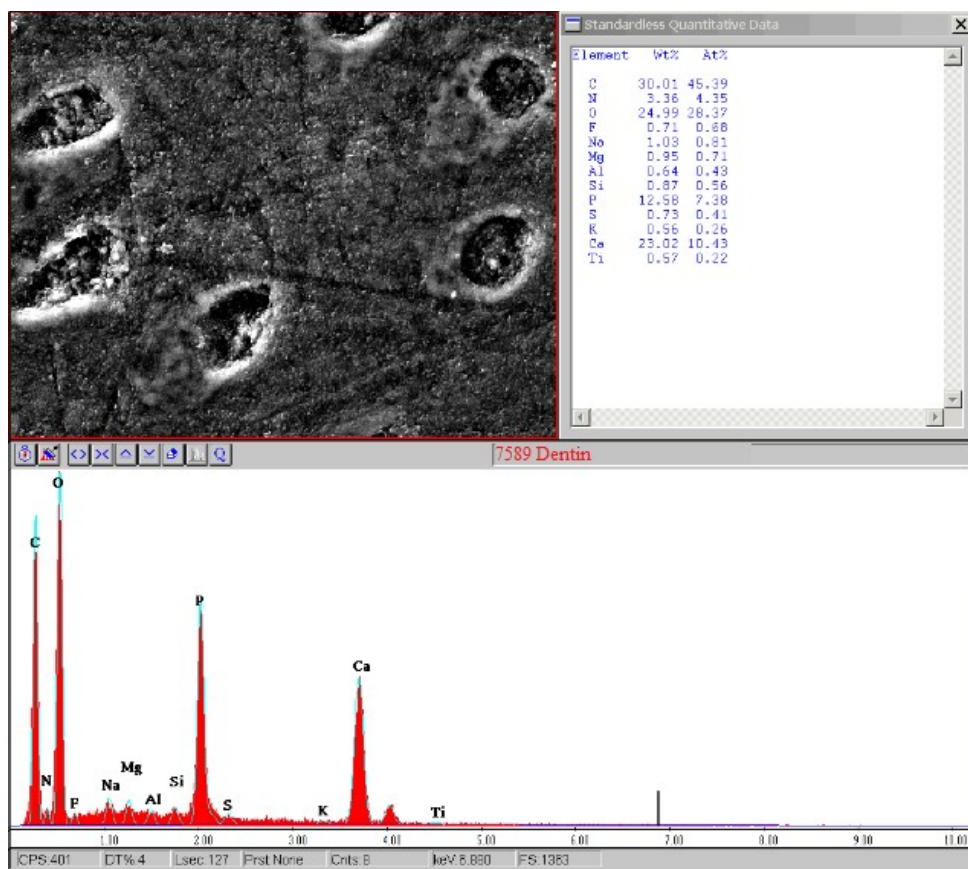 Standardless Quantitative Data
Element Wt% At%
C 30.01 45.39
N 3.36 4.35
O 24.99 28.37
F 0.71 0.68
Na 1.03 0.81
Mg 0.95 0.71
Al 0.64 0.43
Si 0.87 0.56
P 12.58 7.38
S 0.73 0.41
K 0.56 0.26
Ca 23.02 10.43
Ti 0.57 0.22
Q
7589 Dentin
O
C
P
Ca
N
F
Na
Mg
Al
Si
S
K
Ti
1.00 2.00 3.00 4.00 5.00 6.00 7.00 8.00 9.00 10.00
CPS:401 DT%:4 Lsec:127 Prst:None Cnts:8 keV:6.880 FS:1363